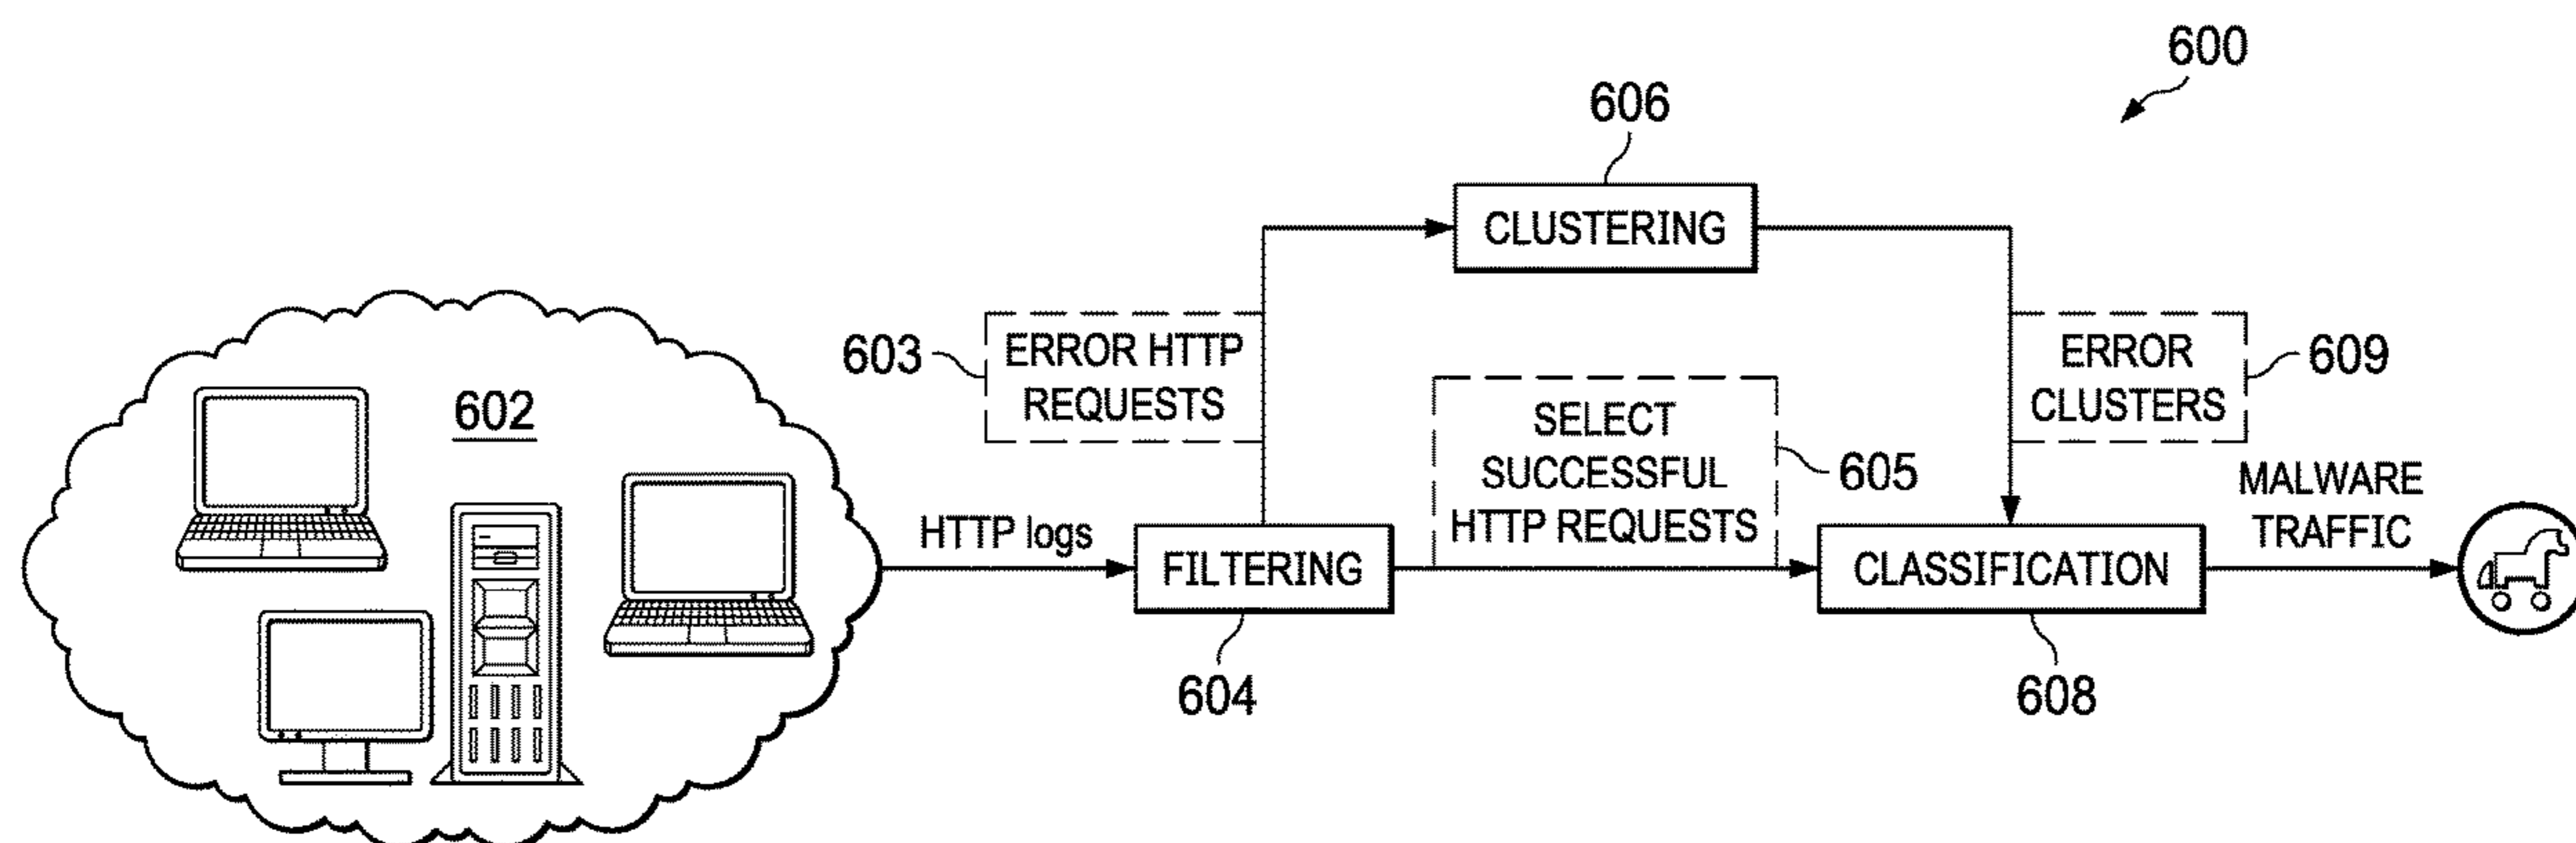 600
606
CLUSTERING
603
ERROR HTTP
REQUESTS
ERROR
CLUSTERS
609
602
SELECT
SUCCESSFUL
HTTP REQUESTS
605
MALWARE
TRAFFIC
HTTP logs
FILTERING
CLASSIFICATION
604
608